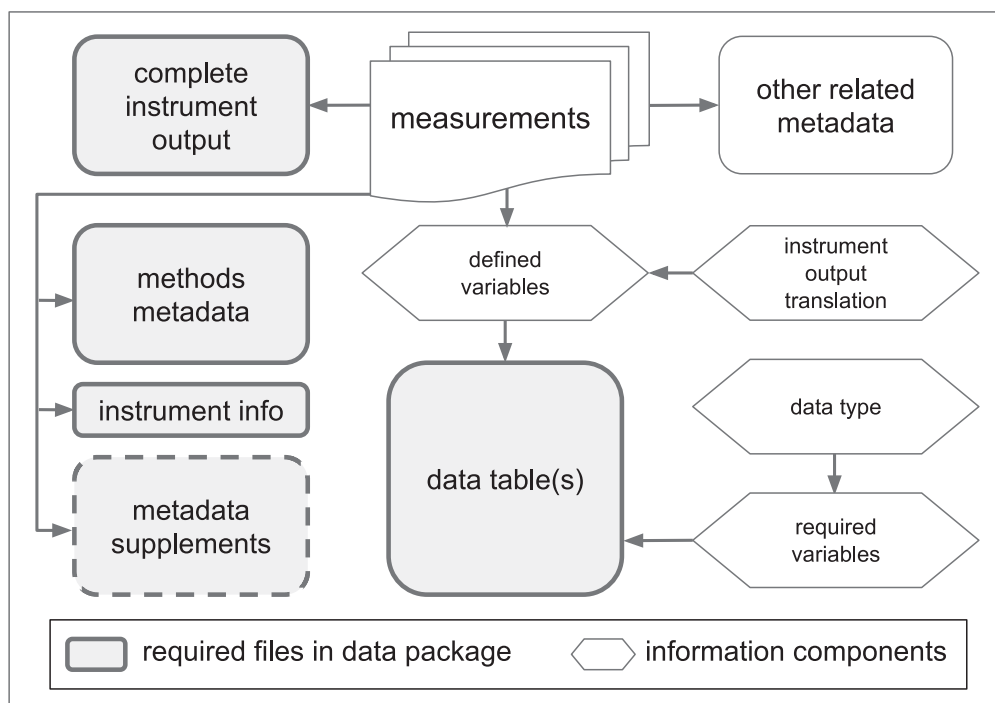 complete
instrument
output
measurements
other related
metadata
methods
metadata
defined
variables
instrument
output
translation
instrument info
data type
data table(s)
metadata
supplements
required
variables
required files in data package
information components